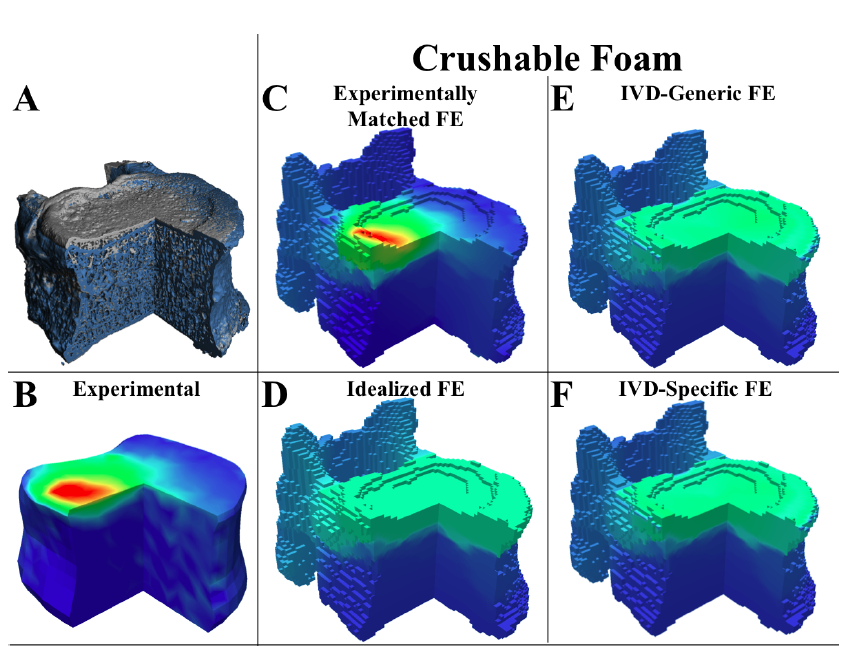 Crushable Foam
A
C
Experimentally
Matched FE
E
IVD-Generic FE
B
Experimental
D
Idealized FE
F
IVD-Specific FE